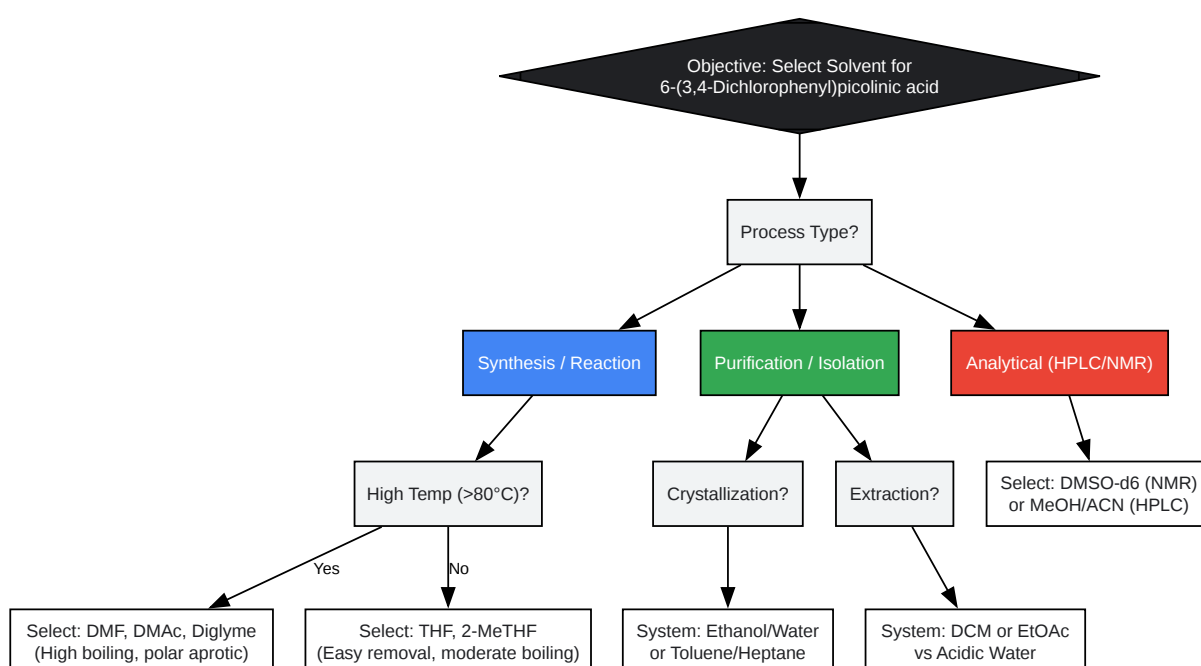 Objective: Select Solvent for
6-(3,4-Dichlorophenyl)picolinic acid
Process Type?
Synthesis / Reaction
Purification / Isolation
Analytical (HPLC/NMR)
High Temp (>80°C)?
Crystallization?
Extraction?
Select: DMSO-d6 (NMR)
or MeOH/ACN (HPLC)
Yes
No
Select: DMF, DMAc, Diglyme
(High boiling, polar aprotic)
Select: THF, 2-MeTHF
(Easy removal, moderate boiling)
System: Ethanol/Water
or Toluene/Heptane
System: DCM or EtOAc
vs Acidic Water